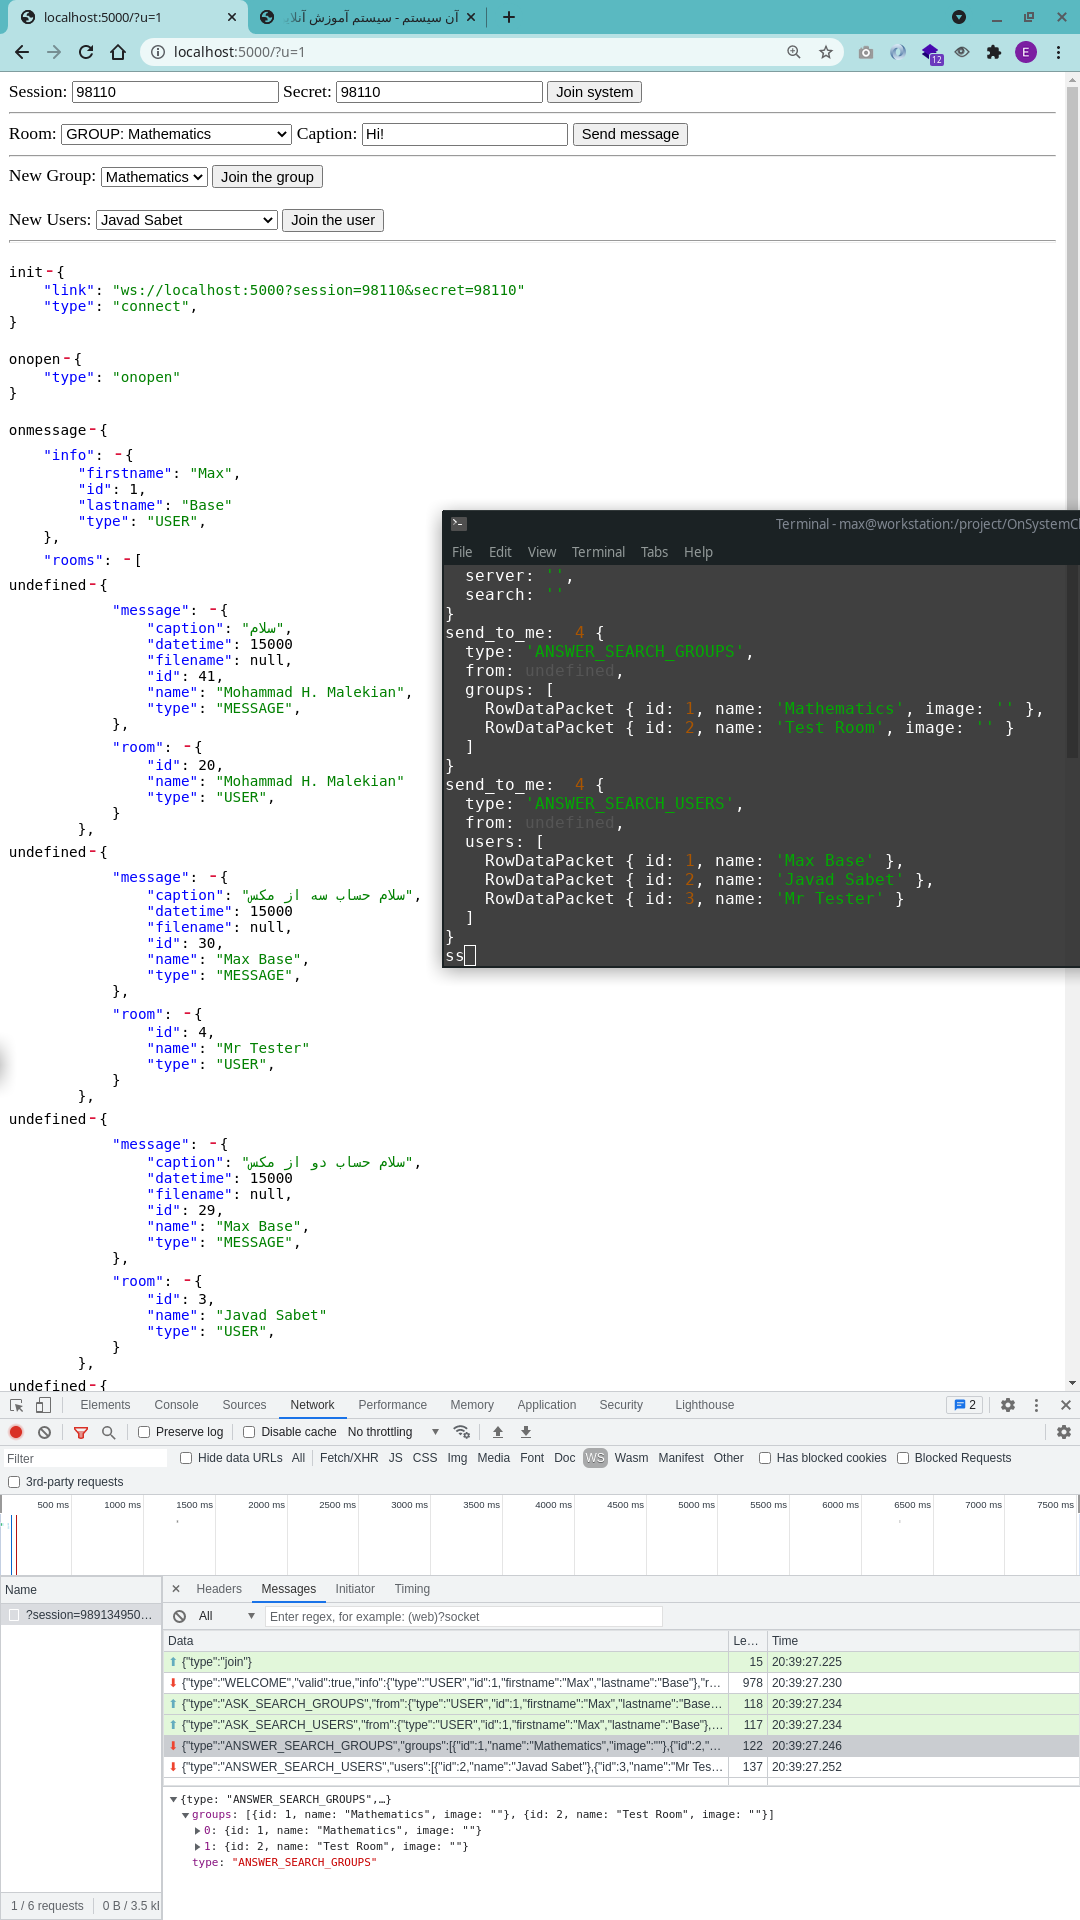 localhost:5000/?u=1
آن سیستم - سیستم آموزش آنلای
localhost:5000/?u=1
12
E
Session: 98110 Secret: 98110 Join system
Room: GROUP: Mathematics Caption: Hi! Send message
New Group: Mathematics Join the group
New Users: Javad Sabet Join the user
init-{
"link": "ws://localhost:5000?session=98110&secret=98110"
"type": "connect",
}
onopen-{
"type": "onopen"
}
onmessage-{
"info": -{
"firstname": "Max",
"id": 1,
"lastname": "Base"
"type": "USER",
},
"rooms": -[
undefined-{
"message": -{
"caption": "سلام",
"datetime": 15000
"filename": null,
"id": 41,
"name": "Mohammad H. Malekian",
"type": "MESSAGE",
},
"room": -{
"id": 20,
"name": "Mohammad H. Malekian"
"type": "USER",
}
},
undefined-{
"message": -{
"caption": "سلام حساب سه از مکس",
"datetime": 15000
"filename": null,
"id": 30,
"name": "Max Base",
"type": "MESSAGE",
},
"room": -{
"id": 4,
"name": "Mr Tester"
"type": "USER",
}
},
undefined-{
"message": -{
"caption": "سلام حساب دو از مکس",
"datetime": 15000
"filename": null,
"id": 29,
"name": "Max Base",
"type": "MESSAGE",
},
"room": -{
"id": 3,
"name": "Javad Sabet"
"type": "USER",
}
},
undefined-{
Terminal - max@workstation:/project/OnSystemCl
File Edit View Terminal Tabs Help
server: '',
search: ''
}
send_to_me:  4 {
type: 'ANSWER_SEARCH_GROUPS',
from: undefined,
groups: [
RowDataPacket { id: 1, name: 'Mathematics', image: '' },
RowDataPacket { id: 2, name: 'Test Room', image: '' }
]
}
send_to_me:  4 {
type: 'ANSWER_SEARCH_USERS',
from: undefined,
users: [
RowDataPacket { id: 1, name: 'Max Base' },
RowDataPacket { id: 2, name: 'Javad Sabet' },
RowDataPacket { id: 3, name: 'Mr Tester' }
]
}
ss
Elements Console Sources Network Performance Memory Application Security Lighthouse 2
Preserve log Disable cache No throttling
Filter Hide data URLs All Fetch/XHR JS CSS Img Media Font Doc WS Wasm Manifest Other Has blocked cookies Blocked Requests
3rd-party requests
500 ms 1000 ms 1500 ms 2000 ms 2500 ms 3000 ms 3500 ms 4000 ms 4500 ms 5000 ms 5500 ms 6000 ms 6500 ms 7000 ms 7500 ms
Name
?session=989134950...
1 / 6 requests 0 B / 3.5 k
Headers Messages Initiator Timing
All Enter regex, for example: (web)?socket
Data Le... Time
{"type":"join"} 15 20:39:27.225
{"type":"WELCOME","valid":true,"info":{"type":"USER","id":1,"firstname":"Max","lastname":"Base"},"r... 978 20:39:27.230
{"type":"ASK_SEARCH_GROUPS","from":{"type":"USER","id":1,"firstname":"Max","lastname":"Base... 118 20:39:27.234
{"type":"ASK_SEARCH_USERS","from":{"type":"USER","id":1,"firstname":"Max","lastname":"Base"},... 117 20:39:27.234
{"type":"ANSWER_SEARCH_GROUPS","groups":[{"id":1,"name":"Mathematics","image":""},{"id":2,"... 122 20:39:27.246
{"type":"ANSWER_SEARCH_USERS","users":[{"id":2,"name":"Javad Sabet"},{"id":3,"name":"Mr Tes... 137 20:39:27.252
{type: "ANSWER_SEARCH_GROUPS",…}
groups: [{id: 1, name: "Mathematics", image: ""}, {id: 2, name: "Test Room", image: ""}]
0: {id: 1, name: "Mathematics", image: ""}
1: {id: 2, name: "Test Room", image: ""}
type: "ANSWER_SEARCH_GROUPS"